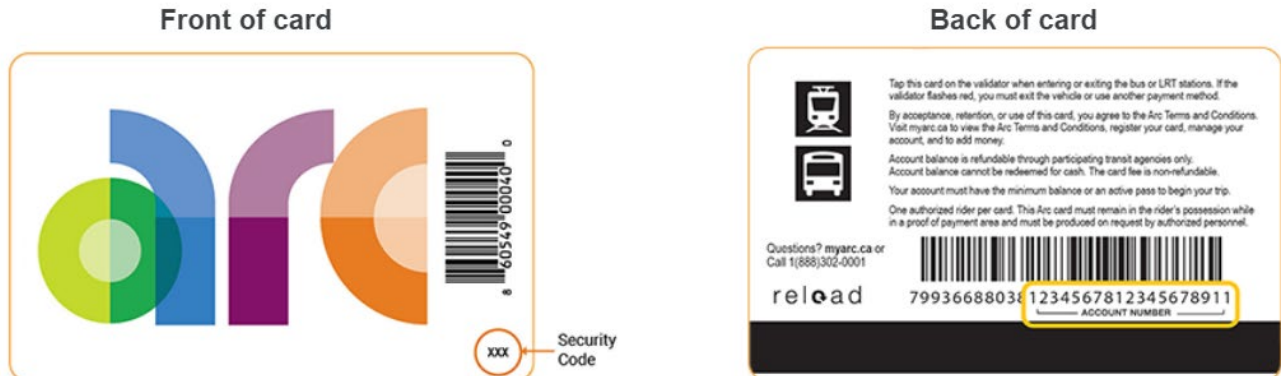 Front of card
arc
8 60549 00040 0
xxx
Security
Code
Back of card
Tap this card on the validator when entering or exiting the bus or LRT stations. If the
validator flashes red, you must exit the vehicle or use another payment method.
By acceptance, retention, or use of this card, you agree to the Arc Terms and Conditions.
Visit myarc.ca to view the Arc Terms and Conditions, register your card, manage your
account, and to add money.
Account balance is refundable through participating transit agencies only.
Account balance cannot be redeemed for cash. The card fee is non-refundable.
Your account must have the minimum balance or an active pass to begin your trip.
One authorized rider per card. This Arc card must remain in the rider's possession while
in a proof of payment area and must be produced on request by authorized personnel.
Questions? myarc.ca or
Call 1(888)302-0001
reload
79936688038 1234567812345678911
ACCOUNT NUMBER